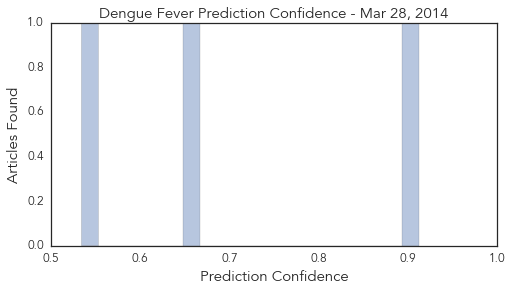 Dengue Fever Prediction Confidence - Mar 28, 2014
1.0
0.8
0.6
0.4
0.2
0.0
Articles Found
0.5 0.6 0.7 0.8 0.9 1.0
Prediction Confidence